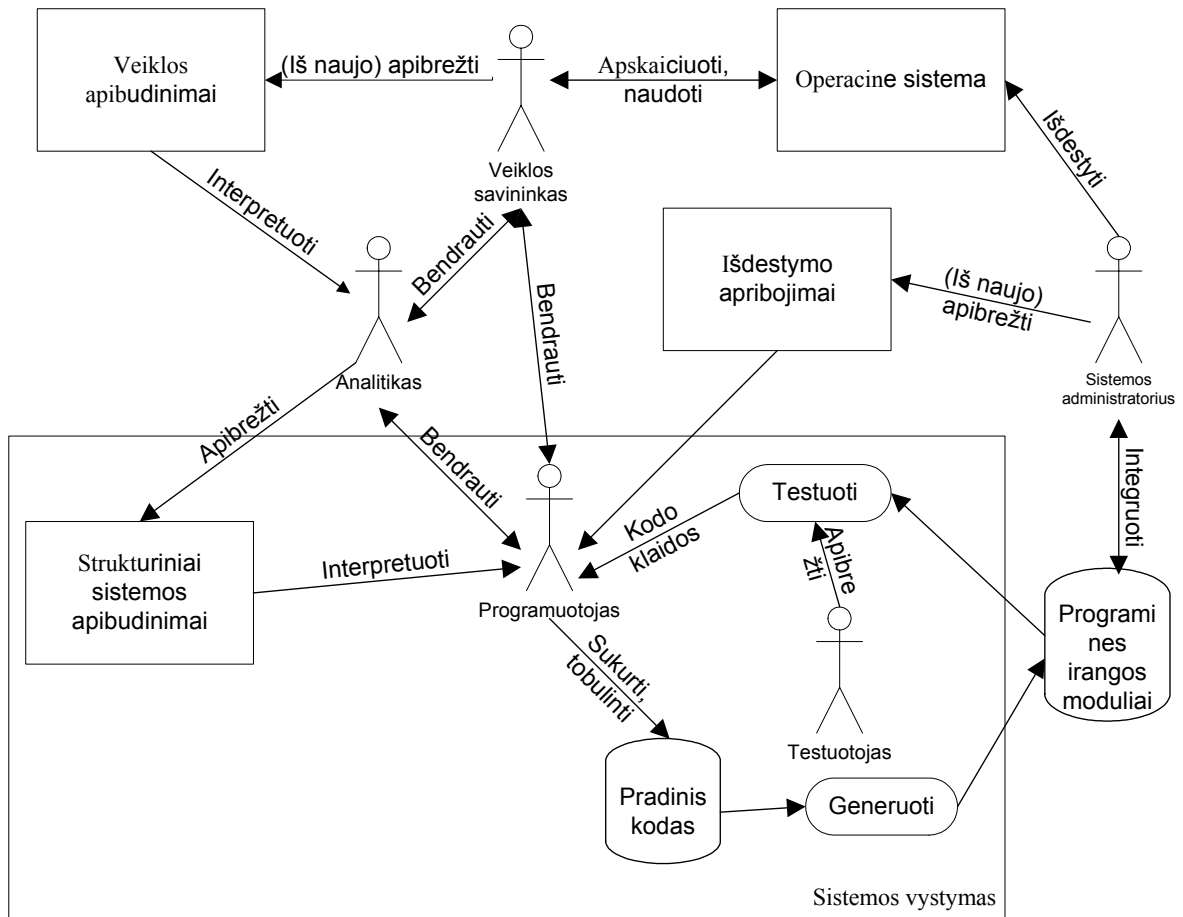 Veiklos
apibudinimai
(Iš naujo) apibrežti
Apskaiciuoti,
naudoti
Operacine sistema
Išdestyti
Veiklos
savininkas
Interpretuoti
Bendrauti
Bendrauti
Išdestymo
apribojimai
(Iš naujo)
apibrežti
Analitikas
Sistemos
administratorius
Apibrežti
Bendrauti
Integruoti
Testuoti
Kodo
klaidos
Apibre
žti
Strukturiniai
sistemos
apibudinimai
Interpretuoti
Programuotojas
Programi
nes
irangos
moduliai
Sukurti,
tobulinti
Testuotojas
Pradinis
kodas
Generuoti
Sistemos vystymas